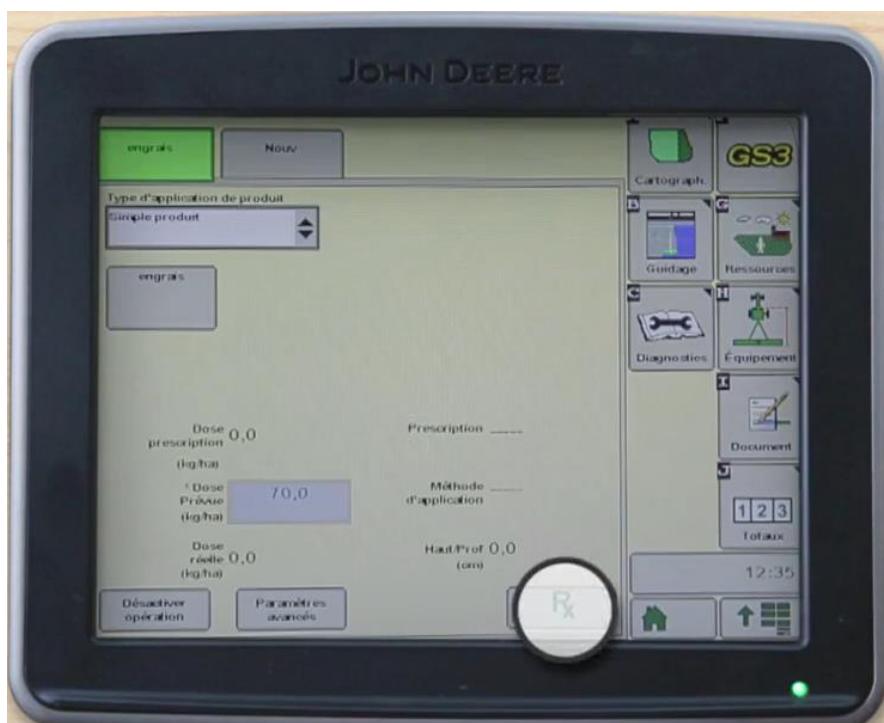 JOHN DEERE
engrais
Nouv
Type d'application de produit
Simple produit
engrais
Dose prescription 0,0
(kg/ha)
* Dose Prévue
(kg/ha)
70,0
Dose réelle 0,0
(kg/ha)
Prescription ----
Méthode d'application ----
Haut/Prof 0,0
(cm)
Désactiver
opération
Paramètres
avancés
Rx
Cartograph.
GS3
B
Guidage
G
Ressources
C
Diagnostics
H
Équipement
I
Document
J
1 2 3
Totaux
12:35